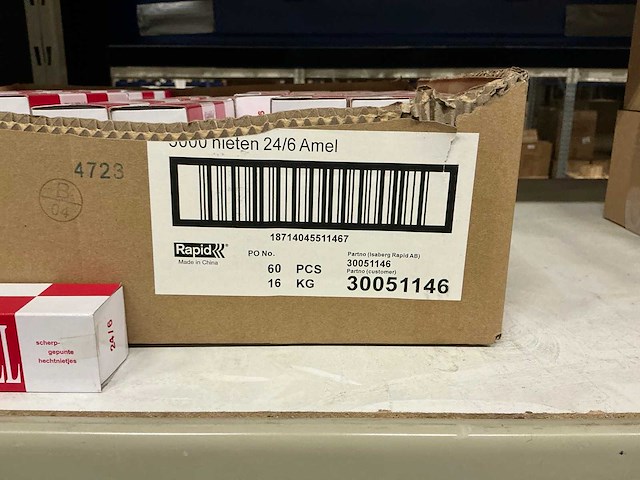 nieten 24/6 Amel
4723
B
04
18714045511467
Rapid
Made in China
PO No.
60 PCS
16 KG
Partno (Isaberg Rapid AB)
30051146
Partno (customer)
30051146
scherp-
gepunte
hechtnietjes
24/6